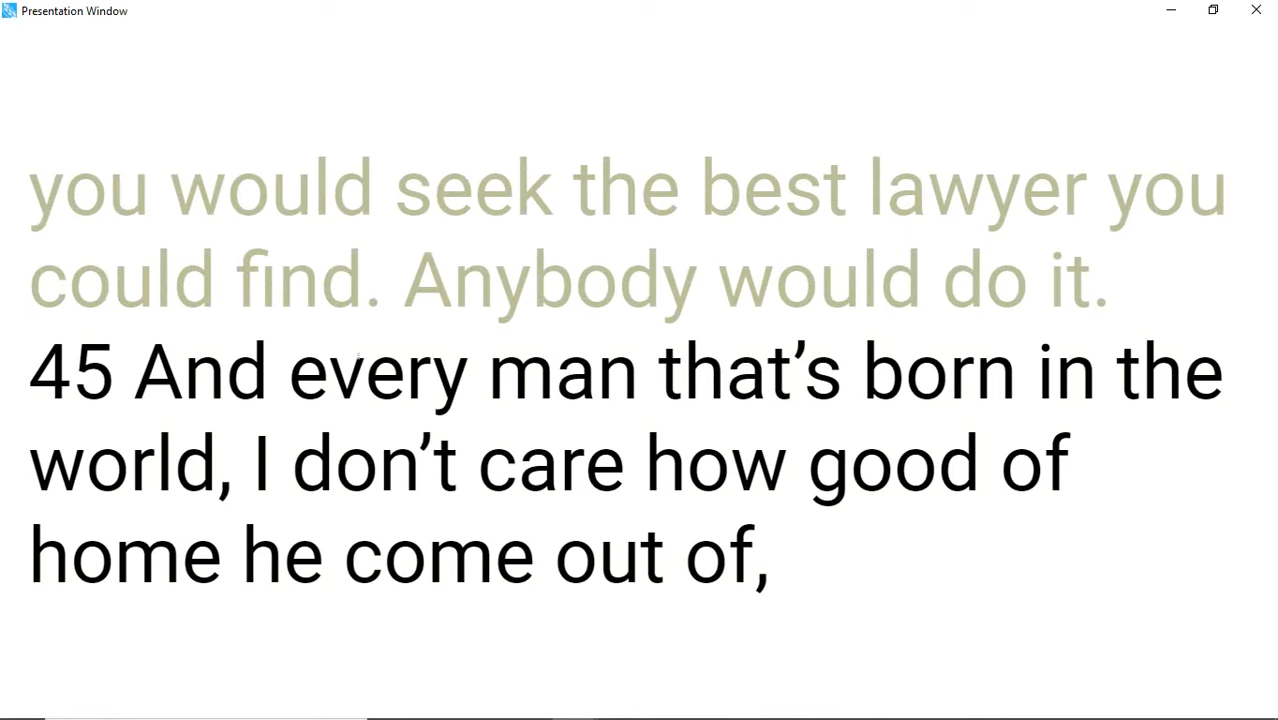 Presentation Window
you would seek the best lawyer you
could find. Anybody would do it.
45 And every man that’s born in the
world, I don’t care how good of
home he come out of,